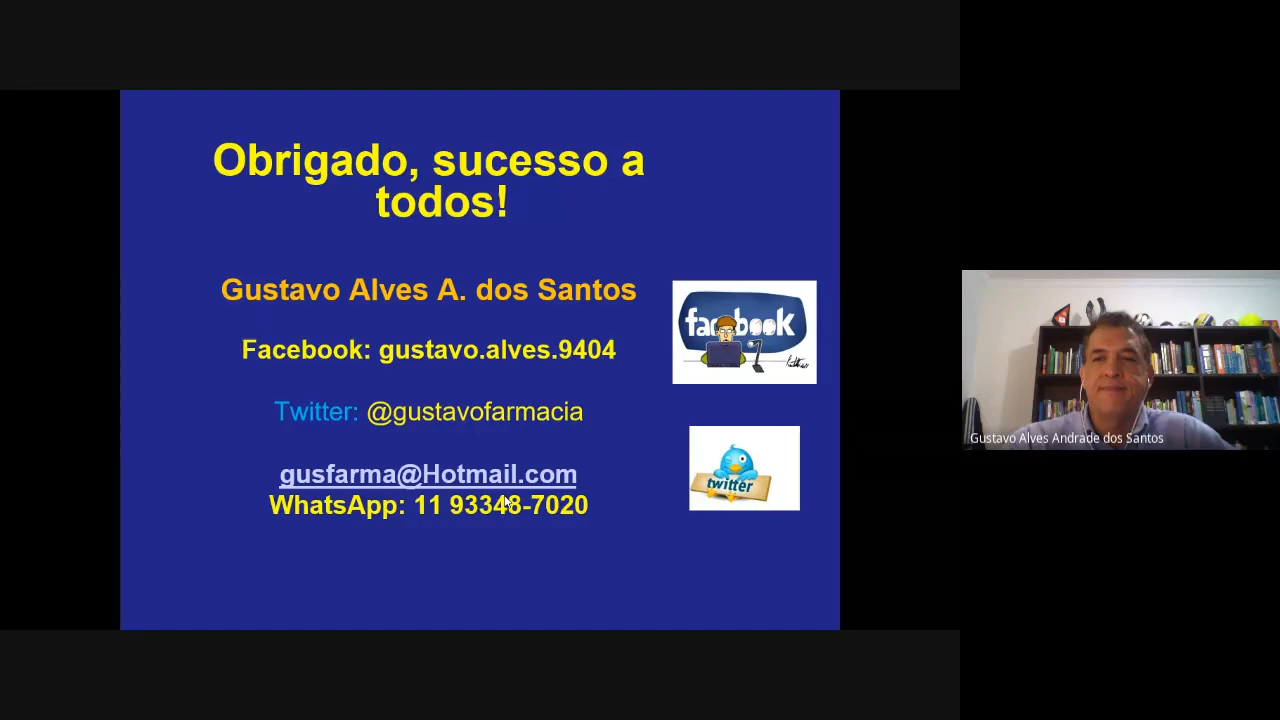 Obrigado, sucesso a
todos!
Gustavo Alves A. dos Santos
Facebook: gustavo.alves.9404
Twitter: @gustavofarmacia
gusfarma@Hotmail.com
WhatsApp: 11 93348-7020
facebook
twitter
Gustavo Alves Andrade dos Santos